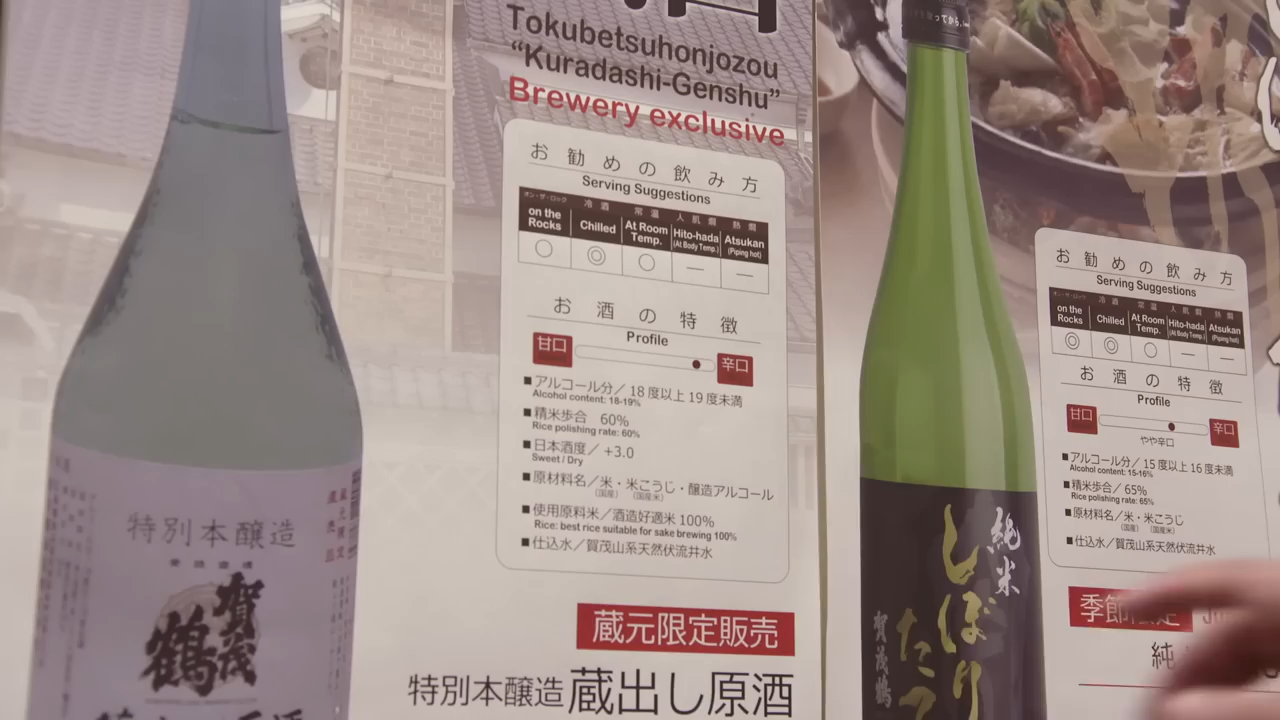 Tokubetsuhonjozou
“Kuradashi-Genshu”
Brewery exclusive
お勧めの飲み方
Serving Suggestions
オン・ザ・ロック 冷酒 常温 人肌燗 熱燗
on the Rocks Chilled At Room Temp. Hito-hada (At Body Temp.) Atsukan (Piping hot)
○ ◎ ○ — —
お酒の特徴
Profile
甘口 辛口
■アルコール分／18度以上19度未満
Alcohol content: 18-19%
■精米歩合 60%
Rice polishing rate: 60%
■日本酒度／+3.0
Sweet / Dry
■原材料名／米・米こうじ・醸造アルコール
(国産) (国産米)
■使用原料米／酒造好適米100%
Rice: best rice suitable for sake brewing 100%
■仕込水／賀茂山系天然伏流井水
蔵元限定販売
特別本醸造 蔵出し原酒
特別本醸造
賀茂鶴
お勧めの飲み方
Serving Suggestions
オン・ザ・ロック 冷酒 常温 人肌燗 熱燗
on the Rocks Chilled At Room Temp. Hito-hada (At Body Temp.) Atsukan (Piping hot)
◎ ◎ ○ — —
お酒の特徴
Profile
甘口 辛口
やや辛口
■アルコール分／15度以上16度未満
Alcohol content: 15-16%
■精米歩合／65%
Rice polishing rate: 65%
■原材料名／米・米こうじ
(国産) (国産米)
■仕込水／賀茂山系天然伏流井水
季節限定
純
純米
しぼりたて
賀茂鶴